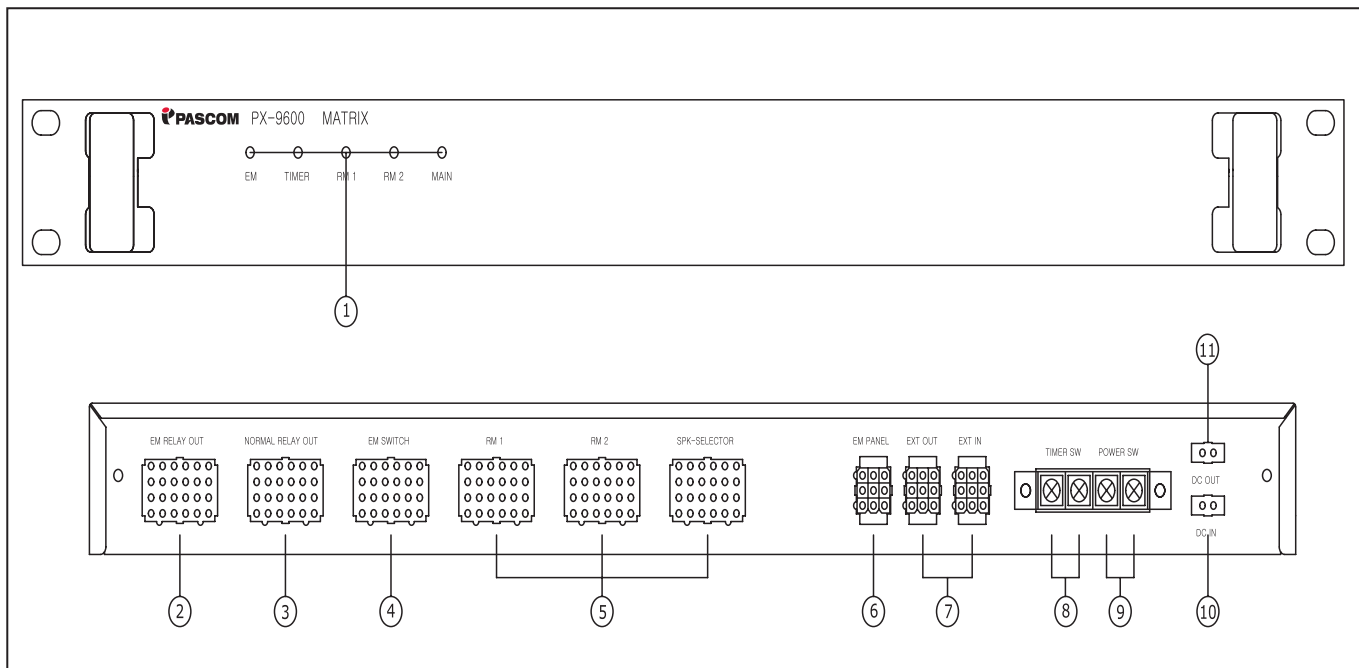 PASCOM PX-9600 MATRIX
EM TIMER RM 1 RM 2 MAIN
1
11
EM RELAY OUT NORMAL RELAY OUT EM SWITCH RM 1 RM 2 SPK-SELECTOR EM PANEL EXT OUT EXT IN
TIMER SW POWER SW
DC OUT
DC IN
2 3 4 5 6 7 8 9 10